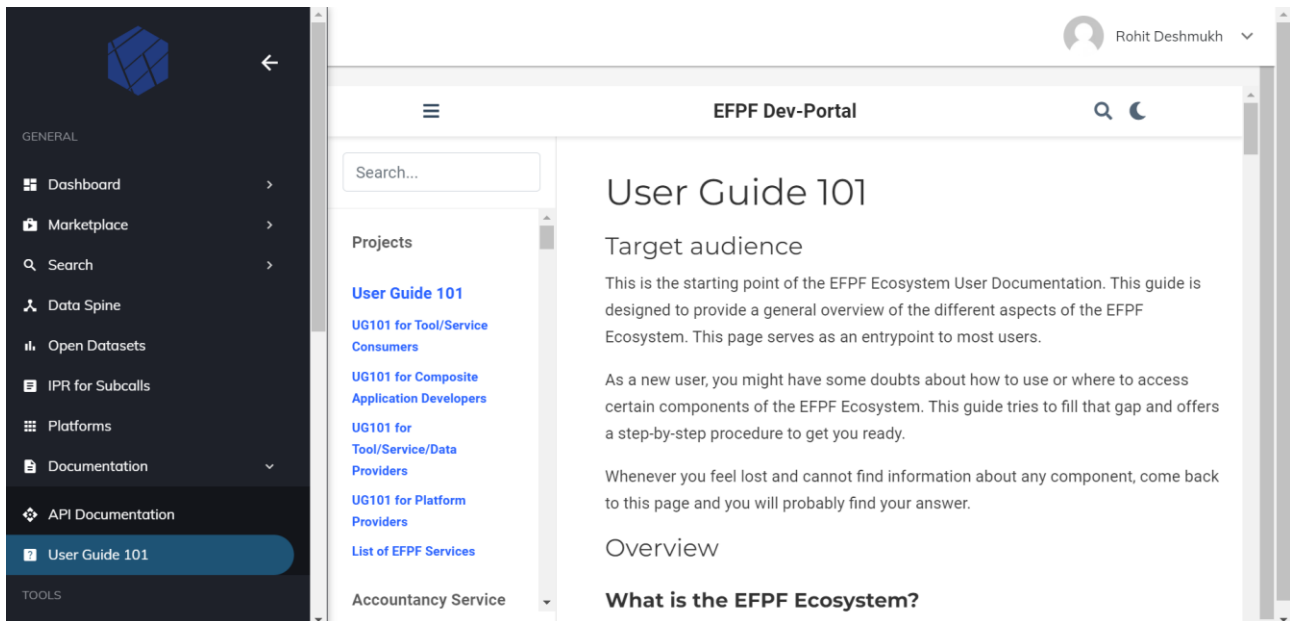 GENERAL
Dashboard
Marketplace
Search
Data Spine
Open Datasets
IPR for Subcalls
Platforms
Documentation
API Documentation
User Guide 101
TOOLS
Rohit Deshmukh
EFPF Dev-Portal
Search...
Projects
User Guide 101
UG101 for Tool/Service
Consumers
UG101 for Composite
Application Developers
UG101 for
Tool/Service/Data
Providers
UG101 for Platform
Providers
List of EFPF Services
Accountancy Service
User Guide 101
Target audience
This is the starting point of the EFPF Ecosystem User Documentation. This guide is
designed to provide a general overview of the different aspects of the EFPF
Ecosystem. This page serves as an entrypoint to most users.
As a new user, you might have some doubts about how to use or where to access
certain components of the EFPF Ecosystem. This guide tries to fill that gap and offers
a step-by-step procedure to get you ready.
Whenever you feel lost and cannot find information about any component, come back
to this page and you will probably find your answer.
Overview
What is the EFPF Ecosystem?